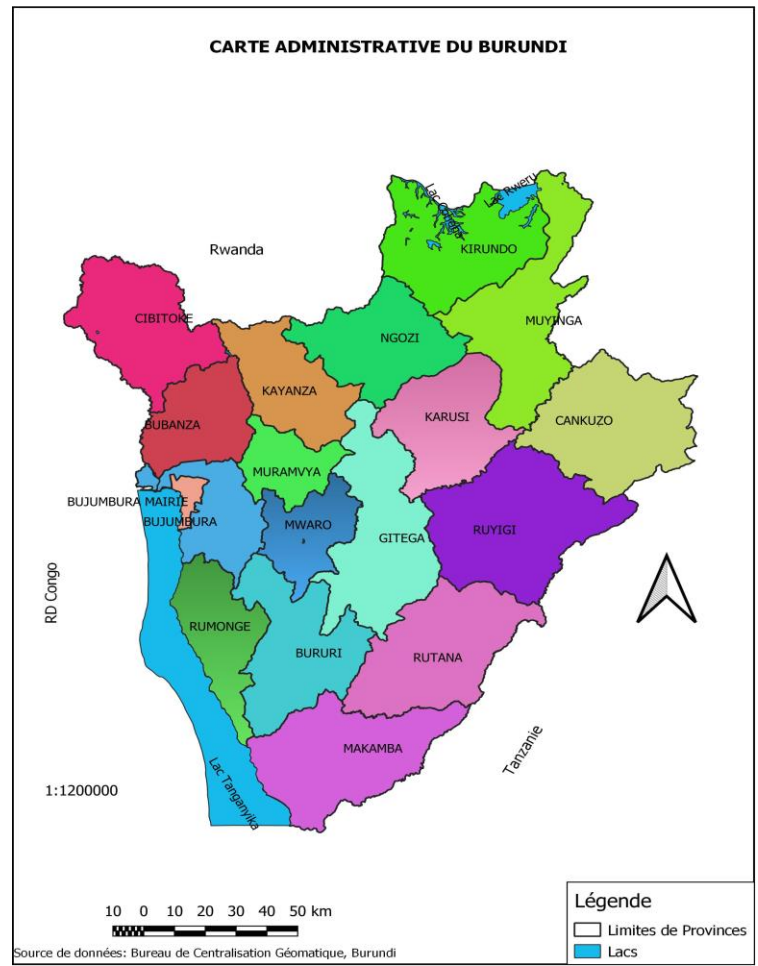 CARTE ADMINISTRATIVE DU BURUNDI
Lac Rweru
Rwanda
KIRUNDO
CIBITOKE
MUYINGA
NGOZI
KAYANZA
KARUSI
CANKUZO
BUBANZA
MURAMVYA
BUJUMBURA MAIRIE
BUJUMBURA
MWARO
GITEGA
RUYIGI
RD Congo
RUMONGE
BURURI
RUTANA
MAKAMBA
Tanzanie
Lac Tanganyika
1:1200000
10 0 10 20 30 40 50 km
Légende
Limites de Provinces
Lacs
Source de données: Bureau de Centralisation Géomatique, Burundi